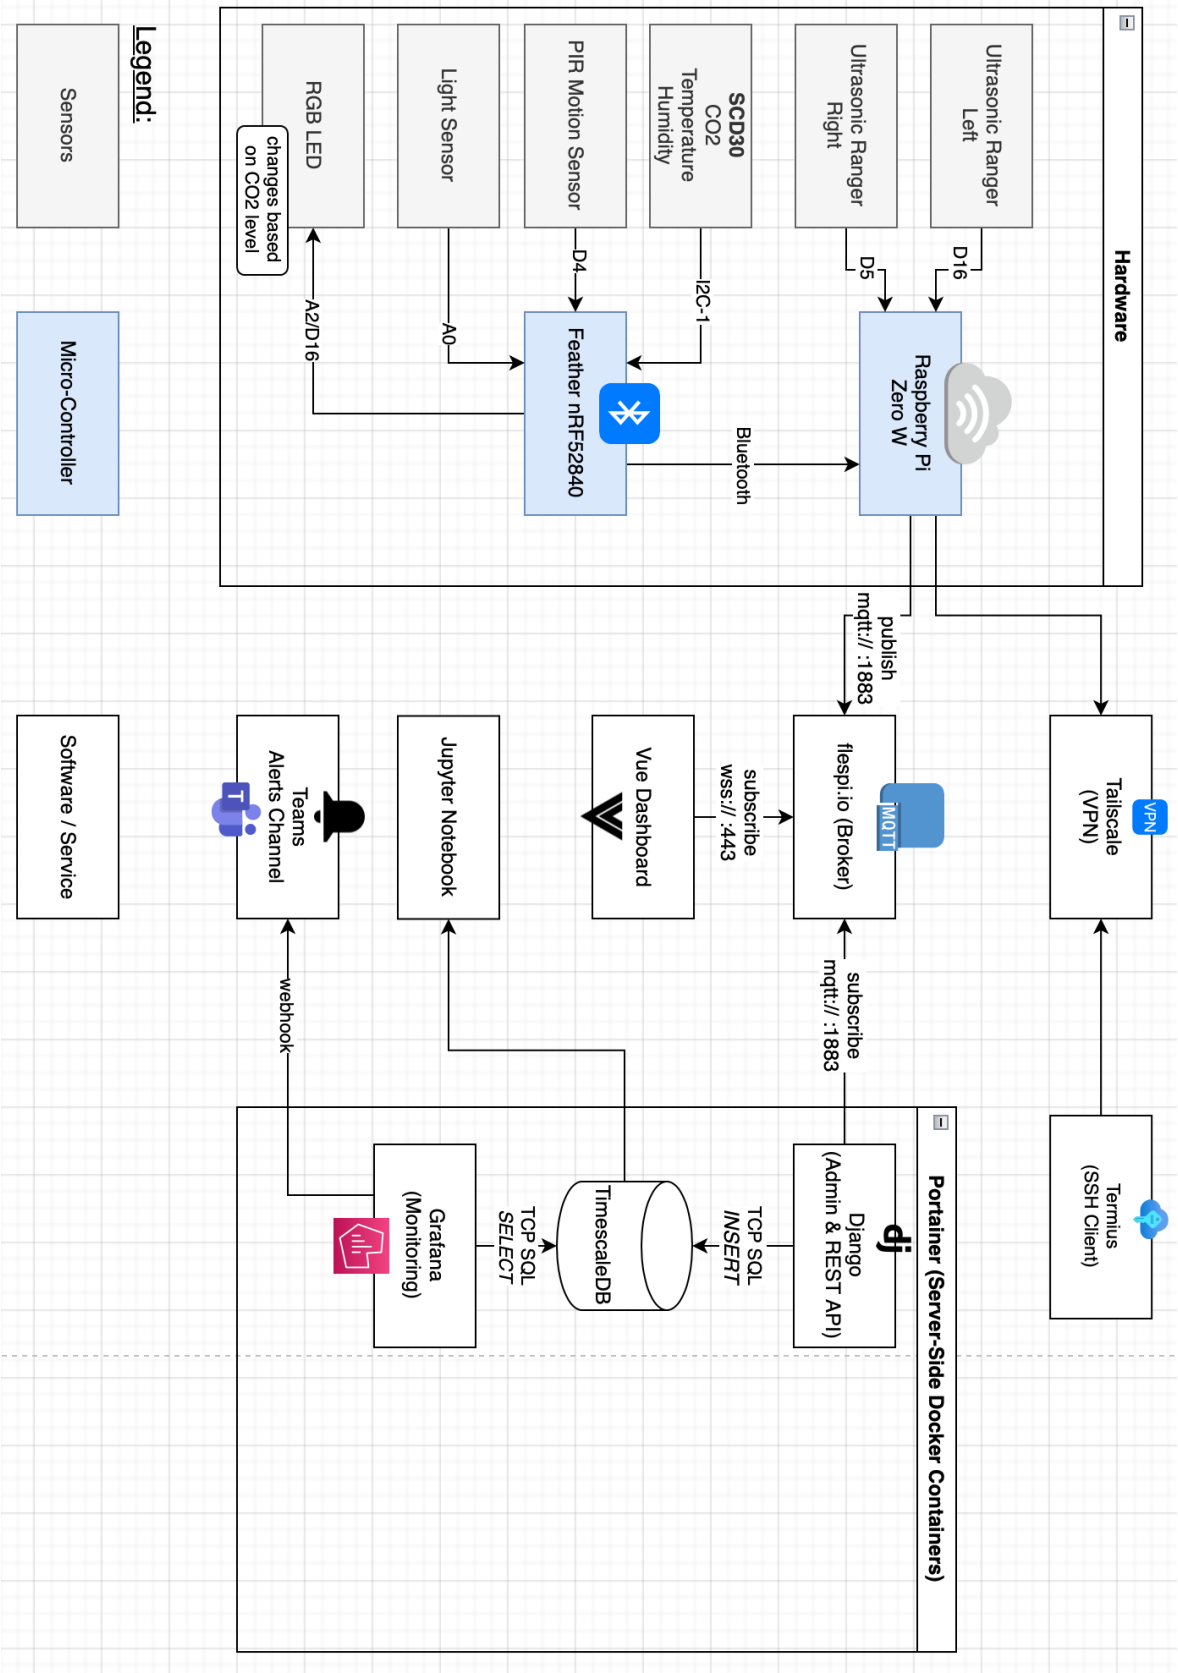 Hardware
Ultrasonic Ranger
Left
D16
Ultrasonic Ranger
Right
D5
Raspberry Pi
Zero W
SCD30
CO2
Temperature
Humidity
I2C-1
PIR Motion Sensor
D4
Feather nRF52840
Bluetooth
Light Sensor
A0
RGB LED
changes based
on CO2 level
A2/D16
publish
mqtt:// :1883
Tailscale
(VPN)
VPN
flespi.io (Broker)
MQTT
subscribe
wss:// :443
Vue Dashboard
Jupyter Notebook
Teams
Alerts Channel
T
subscribe
mqtt:// :1883
webhook
Termius
(SSH Client)
Portainer (Server-Side Docker Containers)
dj
Django
(Admin & REST API)
TCP SQL
INSERT
TimescaleDB
TCP SQL
SELECT
Grafana
(Monitoring)
Legend:
Sensors
Micro-Controller
Software / Service